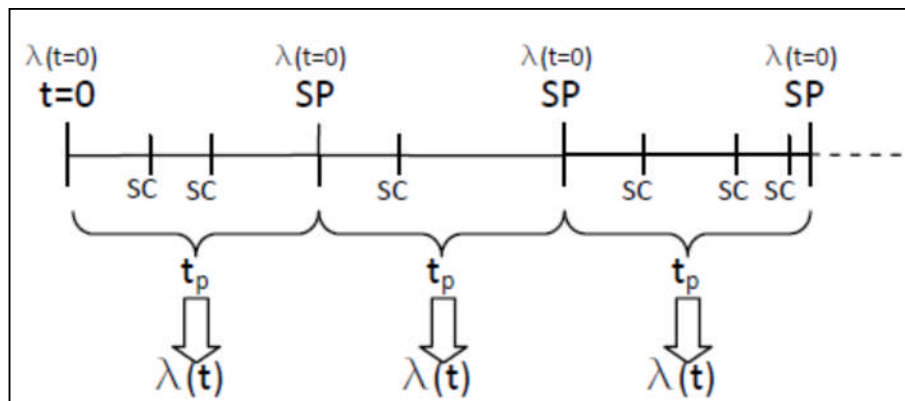 λ(t=0) λ(t=0) λ(t=0) λ(t=0)
t=0 SP SP SP
SC SC SC SC SC SC
tₚ tₚ tₚ
λ(t) λ(t) λ(t)